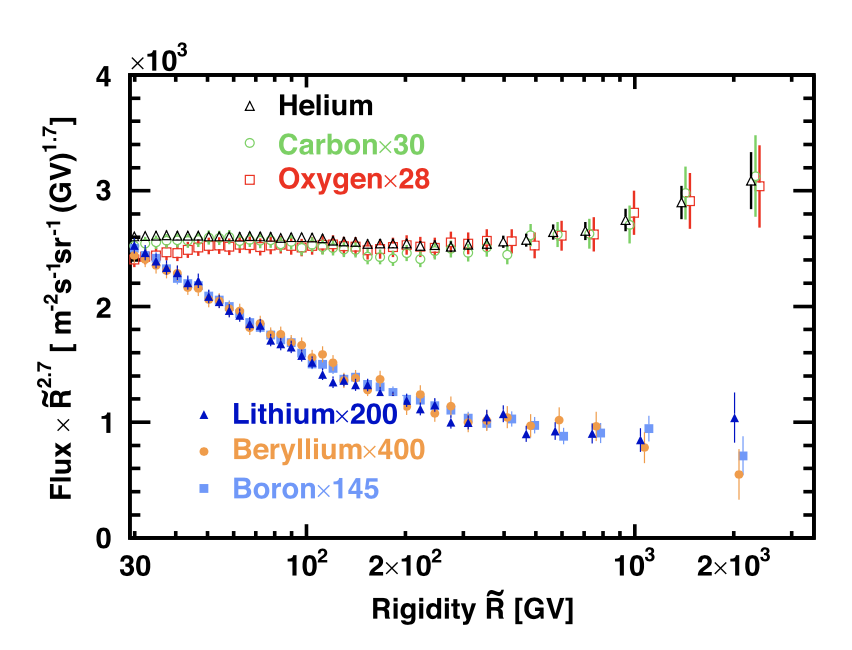 ×10³
4
3
2
1
0
Flux × R̃²·⁷ [ m⁻²s⁻¹sr⁻¹ (GV)¹·⁷]
Helium
Carbon×30
Oxygen×28
Lithium×200
Beryllium×400
Boron×145
30 10² 2×10² 10³ 2×10³
Rigidity R̃ [GV]